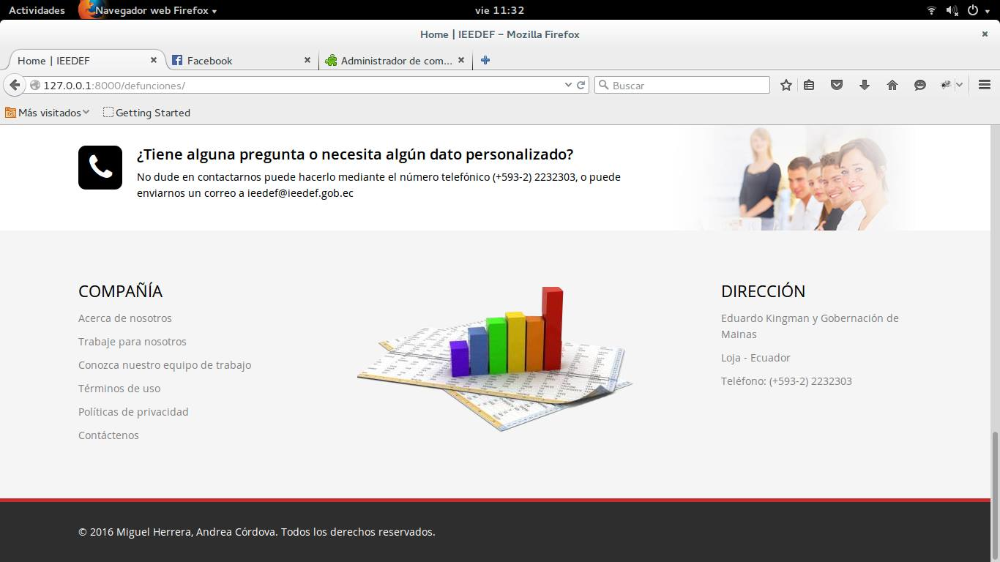 Actividades
Navegador web Firefox
vie 11:32
Home | IEEDEF - Mozilla Firefox
Home | IEEDEF
Facebook
Administrador de com...
127.0.0.1:8000/defunciones/
Buscar
Más visitados
Getting Started
¿Tiene alguna pregunta o necesita algún dato personalizado?
No dude en contactarnos puede hacerlo mediante el número telefónico (+593-2) 2232303, o puede
enviarnos un correo a ieedef@ieedef.gob.ec
COMPAÑÍA
Acerca de nosotros
Trabaje para nosotros
Conozca nuestro equipo de trabajo
Términos de uso
Políticas de privacidad
Contáctenos
DIRECCIÓN
Eduardo Kingman y Gobernación de
Mainas
Loja - Ecuador
Teléfono: (+593-2) 2232303
© 2016 Miguel Herrera, Andrea Córdova. Todos los derechos reservados.